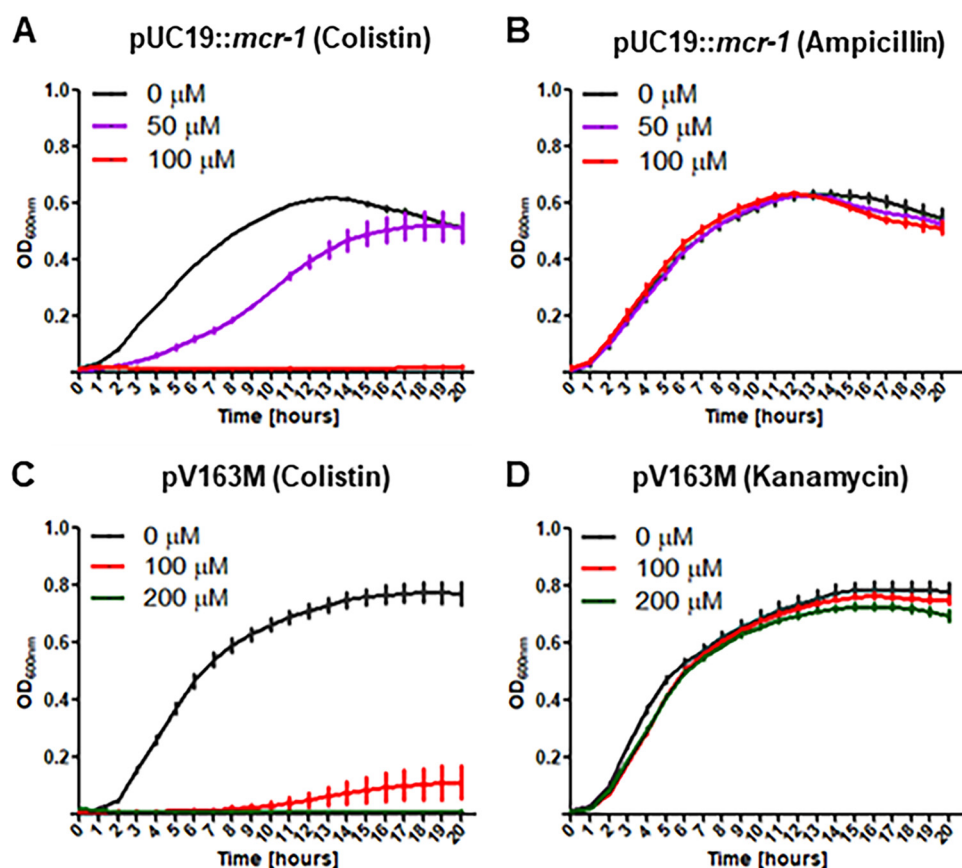 A
pUC19::mcr-1 (Colistin)
1.0
0 µM
50 µM
100 µM
0.8
0.6
0.4
0.2
OD600nm
0 1 2 3 4 5 6 7 8 9 10 11 12 13 14 15 16 17 18 19 20
Time [hours]
B
pUC19::mcr-1 (Ampicillin)
1.0
0 µM
50 µM
100 µM
0.8
0.6
0.4
0.2
OD600nm
0 1 2 3 4 5 6 7 8 9 10 11 12 13 14 15 16 17 18 19 20
Time [hours]
C
pV163M (Colistin)
1.0
0 µM
100 µM
200 µM
0.8
0.6
0.4
0.2
OD600nm
0 1 2 3 4 5 6 7 8 9 10 11 12 13 14 15 16 17 18 19 20
Time [hours]
D
pV163M (Kanamycin)
1.0
0 µM
100 µM
200 µM
0.8
0.6
0.4
0.2
OD600nm
0 1 2 3 4 5 6 7 8 9 10 11 12 13 14 15 16 17 18 19 20
Time [hours]